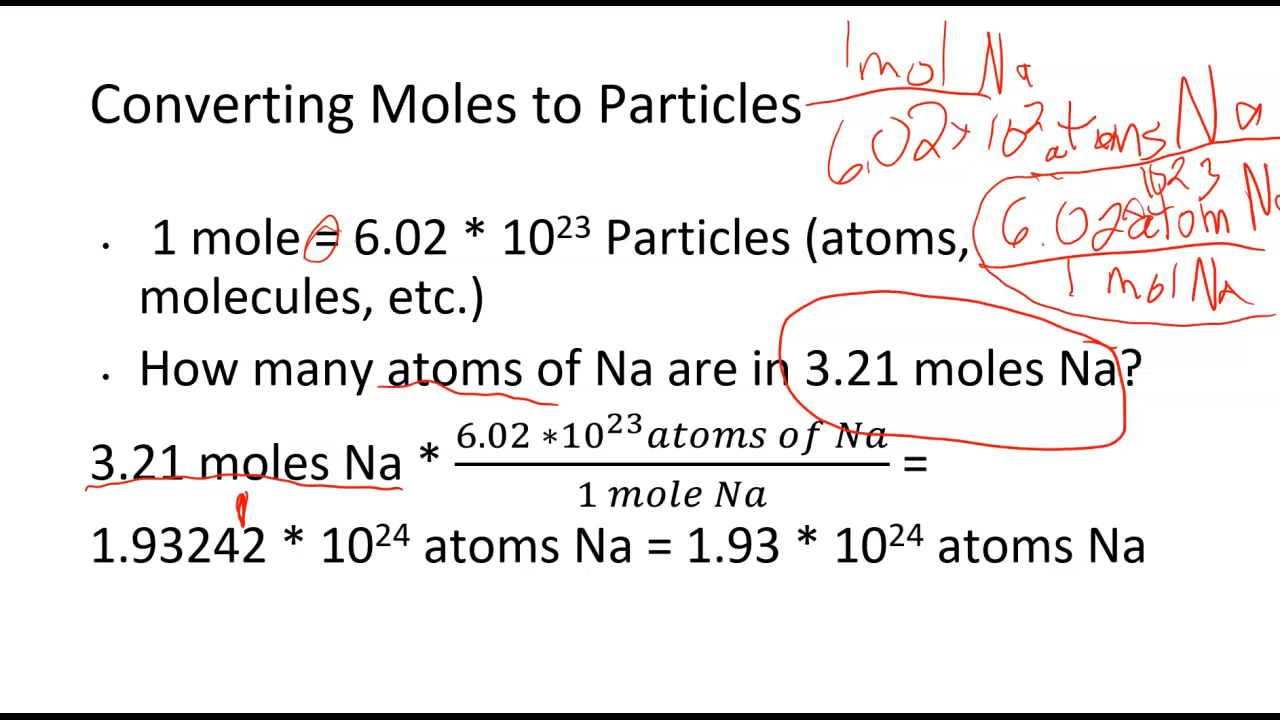 Converting Moles to Particles
1 mol Na
6.02 × 10² atoms Na
6.02 10 23 atom Na
1 mol Na
· 1 mole = 6.02 * 10²³ Particles (atoms,
molecules, etc.)
· How many atoms of Na are in 3.21 moles Na?
3.21 moles Na * 6.02 *10²³ atoms of Na =
1 mole Na
1.93242 * 10²⁴ atoms Na = 1.93 * 10²⁴ atoms Na